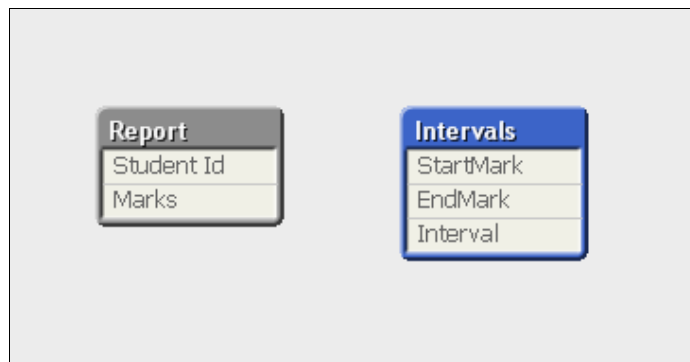 Report
Student Id
Marks
Intervals
StartMark
EndMark
Interval